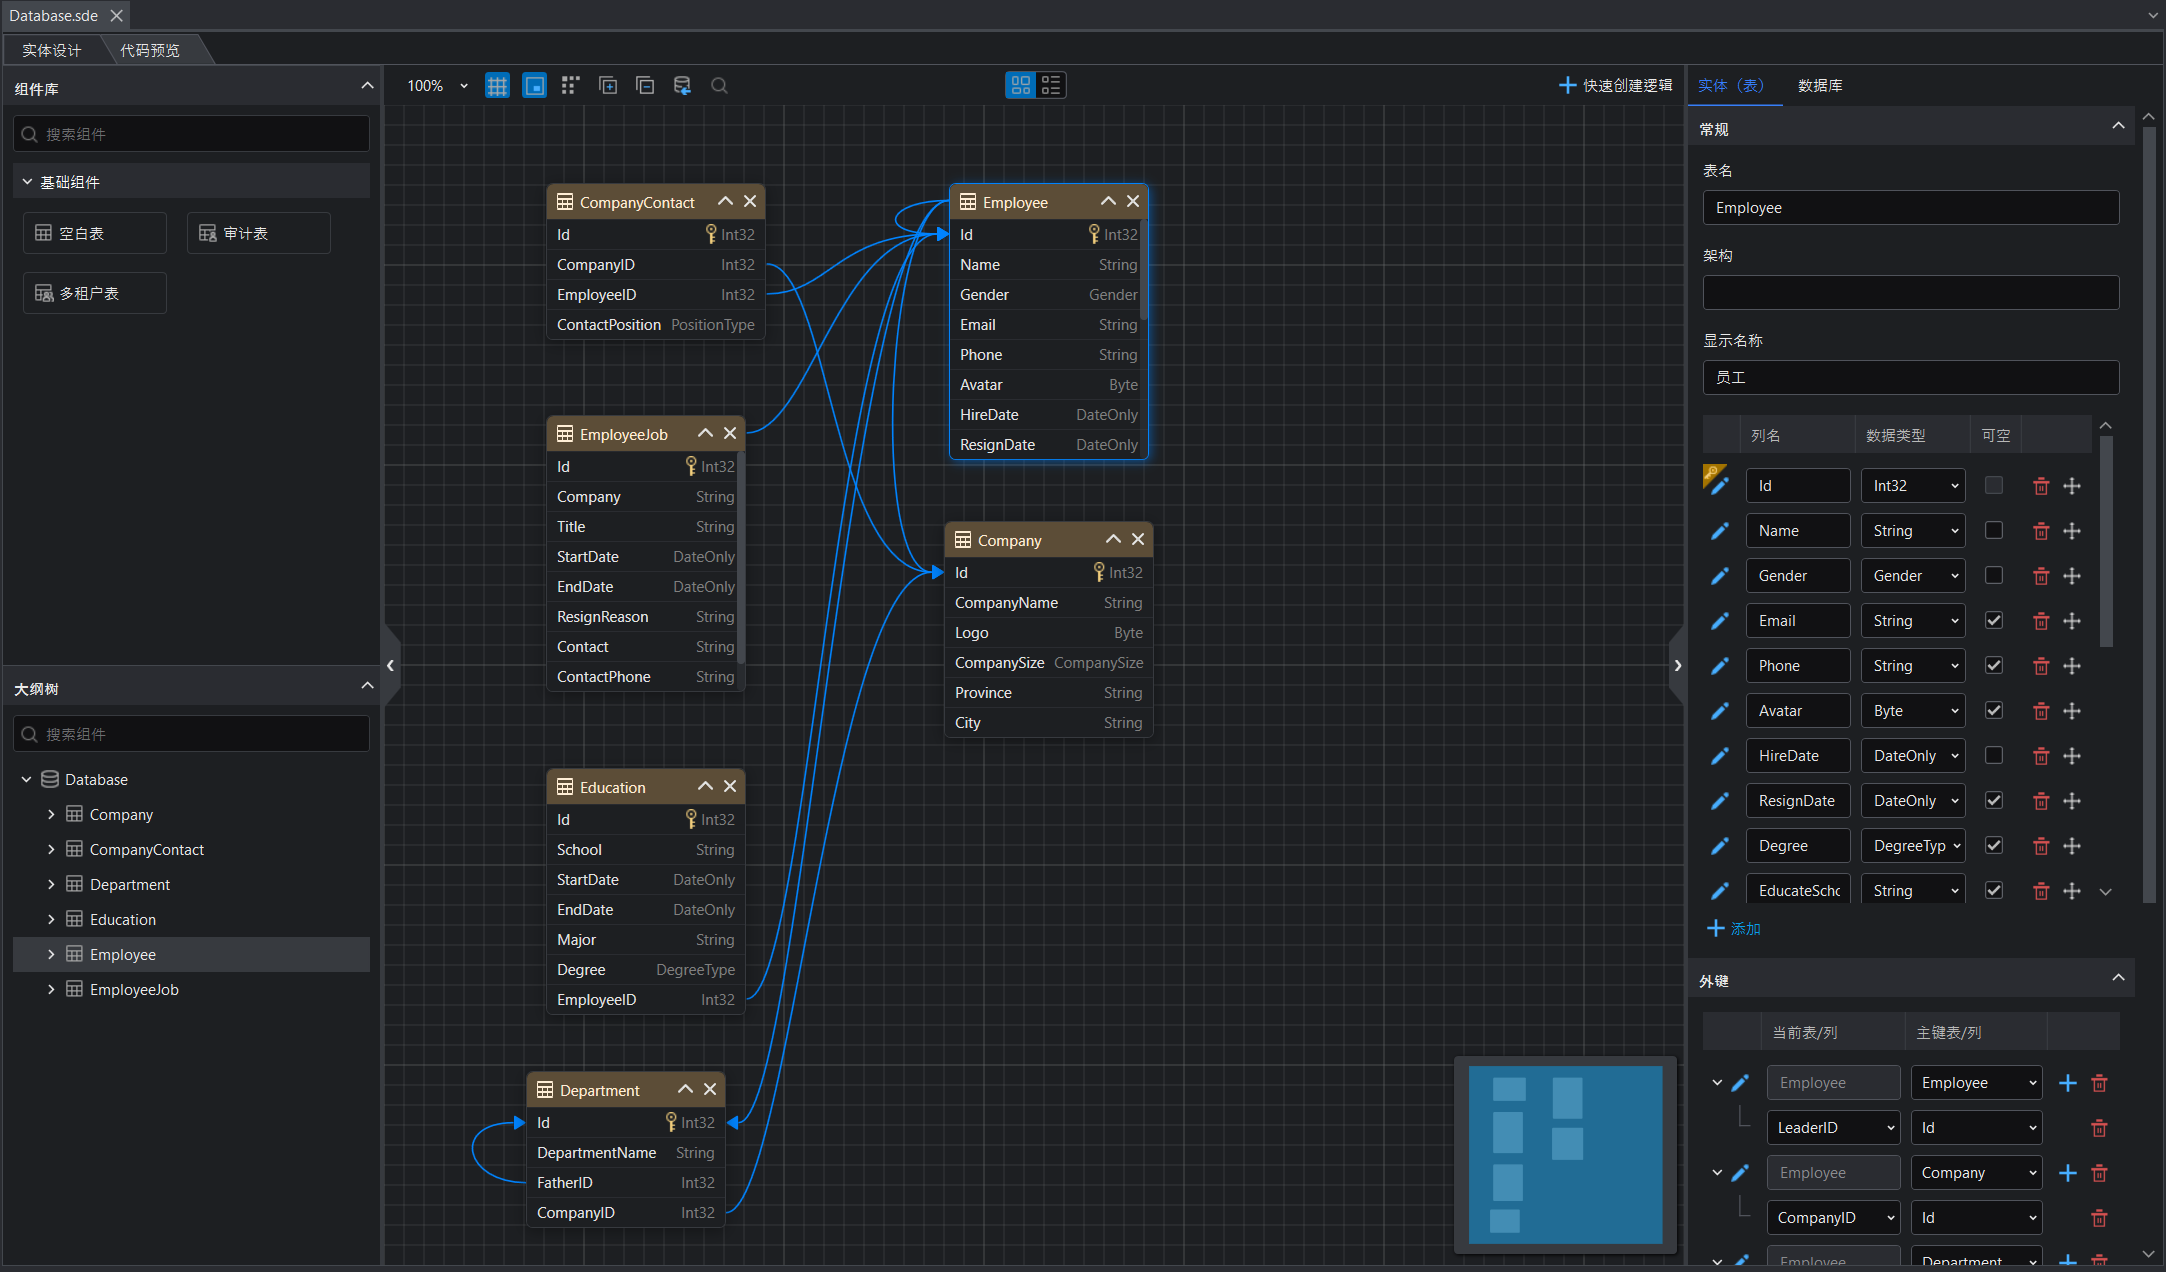 Database.sde
实体设计
代码预览
组件库
搜索组件
基础组件
空白表
审计表
多租户表
大纲树
搜索组件
Database
Company
CompanyContact
Department
Education
Employee
EmployeeJob
100%
快速创建逻辑
CompanyContact
Id Int32
CompanyID Int32
EmployeeID Int32
ContactPosition PositionType
Employee
Id Int32
Name String
Gender Gender
Email String
Phone String
Avatar Byte
HireDate DateOnly
ResignDate DateOnly
EmployeeJob
Id Int32
Company String
Title String
StartDate DateOnly
EndDate DateOnly
ResignReason String
Contact String
ContactPhone String
Company
Id Int32
CompanyName String
Logo Byte
CompanySize CompanySize
Province String
City String
Education
Id Int32
School String
StartDate DateOnly
EndDate DateOnly
Major String
Degree DegreeType
EmployeeID Int32
Department
Id Int32
DepartmentName String
FatherID Int32
CompanyID Int32
实体（表） 数据库
常规
表名
Employee
架构
显示名称
员工
列名 数据类型 可空
Id Int32
Name String
Gender Gender
Email String
Phone String
Avatar Byte
HireDate DateOnly
ResignDate DateOnly
Degree DegreeTyp
EducateSchc String
添加
外键
当前表/列 主键表/列
Employee Employee
LeaderID Id
Employee Company
CompanyID Id
Employee Department